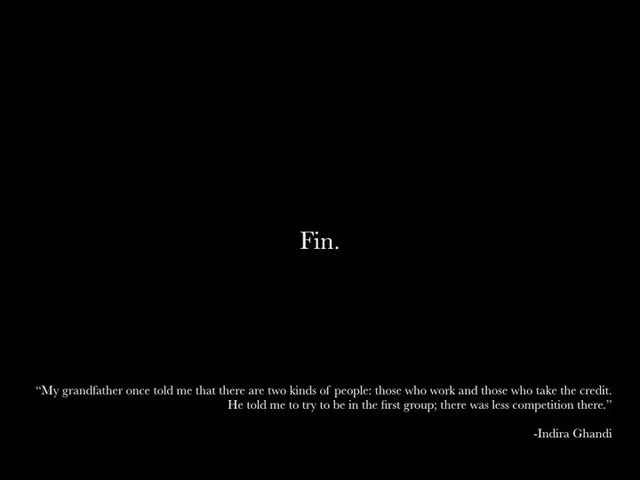 Fin.
“My grandfather once told me that there are two kinds of people: those who work and those who take the credit.
He told me to try to be in the first group; there was less competition there.”
-Indira Ghandi